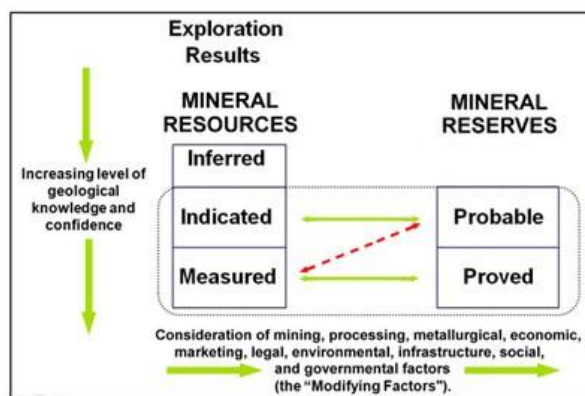 Exploration
Results
MINERAL
RESOURCES
MINERAL
RESERVES
Increasing level of
geological
knowledge and
confidence
Inferred
Indicated
Probable
Measured
Proved
Consideration of mining, processing, metallurgical, economic,
marketing, legal, environmental, infrastructure, social,
and governmental factors
(the "Modifying Factors").